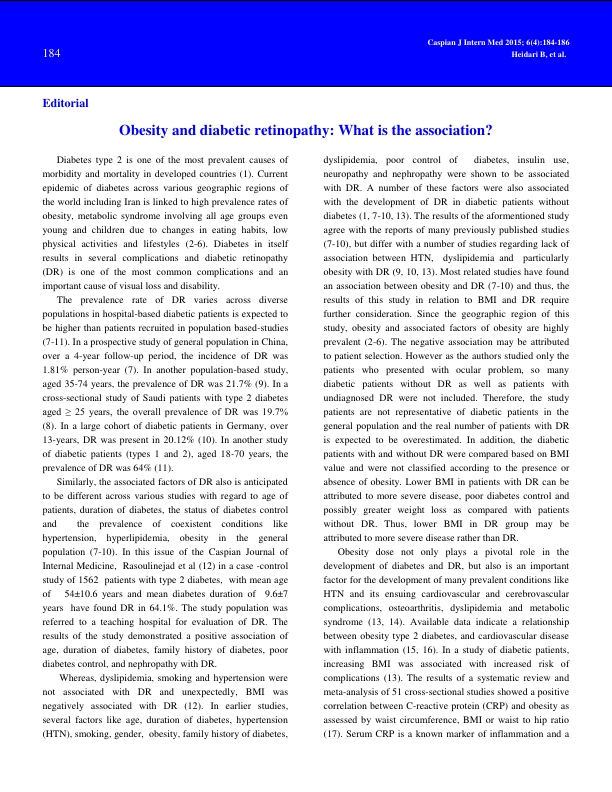 184
Caspian J Intern Med 2015; 6(4):184-186
Heidari B, et al.
Editorial
Obesity and diabetic retinopathy: What is the association?
Diabetes type 2 is one of the most prevalent causes of
morbidity and mortality in developed countries (1). Current
epidemic of diabetes across various geographic regions of
the world including Iran is linked to high prevalence rates of
obesity, metabolic syndrome involving all age groups even
young and children due to changes in eating habits, low
physical activities and lifestyles (2-6). Diabetes in itself
results in several complications and diabetic retinopathy
(DR) is one of the most common complications and an
important cause of visual loss and disability.
The prevalence rate of DR varies across diverse
populations in hospital-based diabetic patients is expected to
be higher than patients recruited in population based-studies
(7-11). In a prospective study of general population in China,
over a 4-year follow-up period, the incidence of DR was
1.81% person-year (7). In another population-based study,
aged 35-74 years, the prevalence of DR was 21.7% (9). In a
cross-sectional study of Saudi patients with type 2 diabetes
aged ≥ 25 years, the overall prevalence of DR was 19.7%
(8). In a large cohort of diabetic patients in Germany, over
13-years, DR was present in 20.12% (10). In another study
of diabetic patients (types 1 and 2), aged 18-70 years, the
prevalence of DR was 64% (11).
Similarly, the associated factors of DR also is anticipated
to be different across various studies with regard to age of
patients, duration of diabetes, the status of diabetes control
and the prevalence of coexistent conditions like
hypertension, hyperlipidemia, obesity in the general
population (7-10). In this issue of the Caspian Journal of
Internal Medicine, Rasoulinejad et al (12) in a case -control
study of 1562 patients with type 2 diabetes, with mean age
of 54±10.6 years and mean diabetes duration of 9.6±7
years have found DR in 64.1%. The study population was
referred to a teaching hospital for evaluation of DR. The
results of the study demonstrated a positive association of
age, duration of diabetes, family history of diabetes, poor
diabetes control, and nephropathy with DR.
Whereas, dyslipidemia, smoking and hypertension were
not associated with DR and unexpectedly, BMI was
negatively associated with DR (12). In earlier studies,
several factors like age, duration of diabetes, hypertension
(HTN), smoking, gender, obesity, family history of diabetes,
dyslipidemia, poor control of diabetes, insulin use,
neuropathy and nephropathy were shown to be associated
with DR. A number of these factors were also associated
with the development of DR in diabetic patients without
diabetes (1, 7-10, 13). The results of the aformentioned study
agree with the reports of many previously published studies
(7-10), but differ with a number of studies regarding lack of
association between HTN, dyslipidemia and particularly
obesity with DR (9, 10, 13). Most related studies have found
an association between obesity and DR (7-10) and thus, the
results of this study in relation to BMI and DR require
further consideration. Since the geographic region of this
study, obesity and associated factors of obesity are highly
prevalent (2-6). The negative association may be attributed
to patient selection. However as the authors studied only the
patients who presented with ocular problem, so many
diabetic patients without DR as well as patients with
undiagnosed DR were not included. Therefore, the study
patients are not representative of diabetic patients in the
general population and the real number of patients with DR
is expected to be overestimated. In addition, the diabetic
patients with and without DR were compared based on BMI
value and were not classified according to the presence or
absence of obesity. Lower BMI in patients with DR can be
attributed to more severe disease, poor diabetes control and
possibly greater weight loss as compared with patients
without DR. Thus, lower BMI in DR group may be
attributed to more severe disease rather than DR.
Obesity dose not only plays a pivotal role in the
development of diabetes and DR, but also is an important
factor for the development of many prevalent conditions like
HTN and its ensuing cardiovascular and cerebrovascular
complications, osteoarthritis, dyslipidemia and metabolic
syndrome (13, 14). Available data indicate a relationship
between obesity type 2 diabetes, and cardiovascular disease
with inflammation (15, 16). In a study of diabetic patients,
increasing BMI was associated with increased risk of
complications (13). The results of a systematic review and
meta-analysis of 51 cross-sectional studies showed a positive
correlation between C-reactive protein (CRP) and obesity as
assessed by waist circumference, BMI or waist to hip ratio
(17). Serum CRP is a known marker of inflammation and a